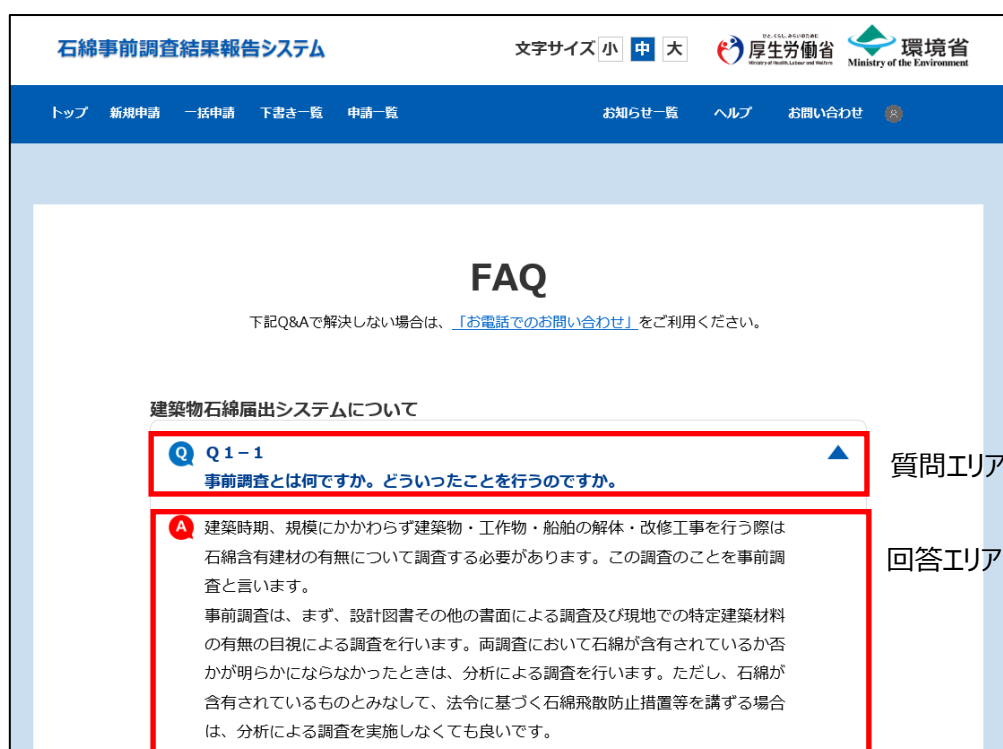 石綿事前調査結果報告システム
文字サイズ 小 中 大
ひと、くらし、みらいのために
厚生労働省
Ministry of Health, Labour and Welfare
環境省
Ministry of the Environment
トップ 新規申請 一括申請 下書き一覧 申請一覧 お知らせ一覧 ヘルプ お問い合わせ
FAQ
下記Q&Aで解決しない場合は、「お電話でのお問い合わせ」をご利用ください。
建築物石綿届出システムについて
Q Q1-1
事前調査とは何ですか。どういったことを行うのですか。
質問エリア
A 建築時期、規模にかかわらず建築物・工作物・船舶の解体・改修工事を行う際は
石綿含有建材の有無について調査する必要があります。この調査のことを事前調
査と言います。
回答エリア
事前調査は、まず、設計図書その他の書面による調査及び現地での特定建築材料
の有無の目視による調査を行います。両調査において石綿が含有されているか否
かが明らかにならなかったときは、分析による調査を行います。ただし、石綿が
含有されているものとみなして、法令に基づく石綿飛散防止措置等を講ずる場合
は、分析による調査を実施しなくても良いです。